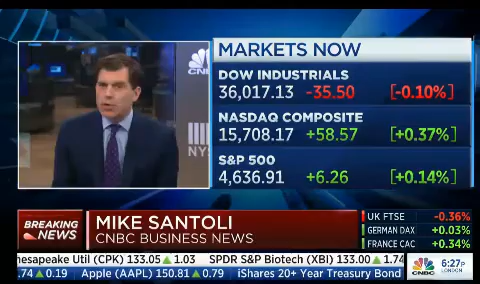 CNBC
NYS
MARKETS NOW
DOW INDUSTRIALS
36,017.13 -35.50 [-0.10%]
NASDAQ COMPOSITE
15,708.17 +58.57 [+0.37%]
S&P 500
4,636.91 +6.26 [+0.14%]
BREAKING NEWS
MIKE SANTOLI
CNBC BUSINESS NEWS
UK FTSE -0.36%
GERMAN DAX +0.03%
FRANCE CAC +0.34%
hesapeake Util (CPK) 133.05 ▲ 1.03 SPDR S&P Biotech (XBI) 133.00 ▲ 1.74
74 ▲ 0.19 Apple (AAPL) 150.81 ▲ 0.79 iShares 20+ Year Treasury Bond
CNBC 6:27p
LONDON